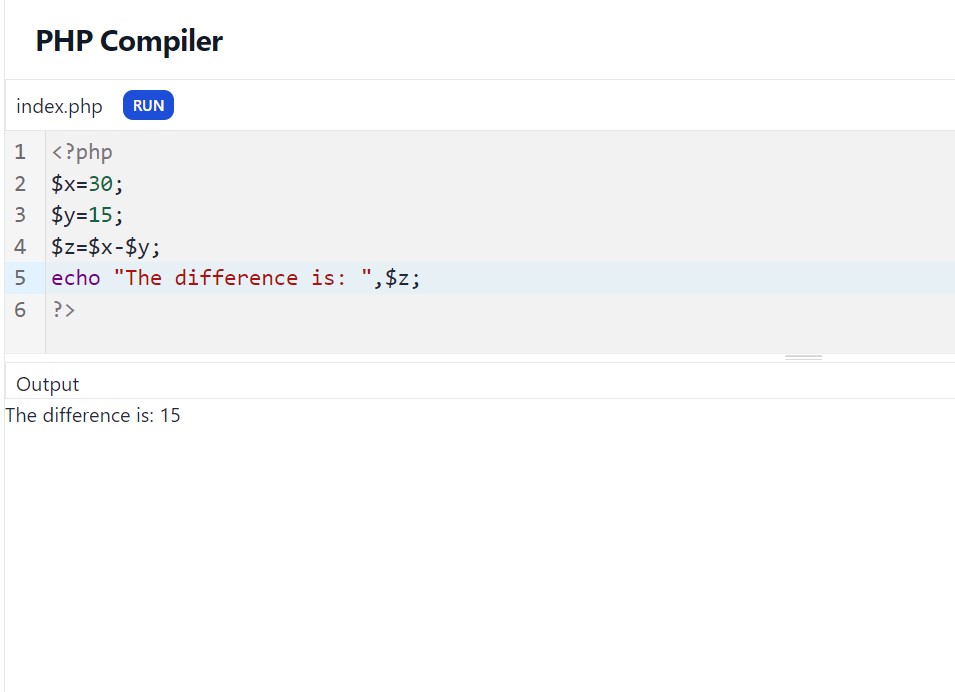 PHP Compiler
index.php RUN
1 <?php
2 $x=30;
3 $y=15;
4 $z=$x-$y;
5 echo "The difference is: ",$z;
6 ?>
Output
The difference is: 15